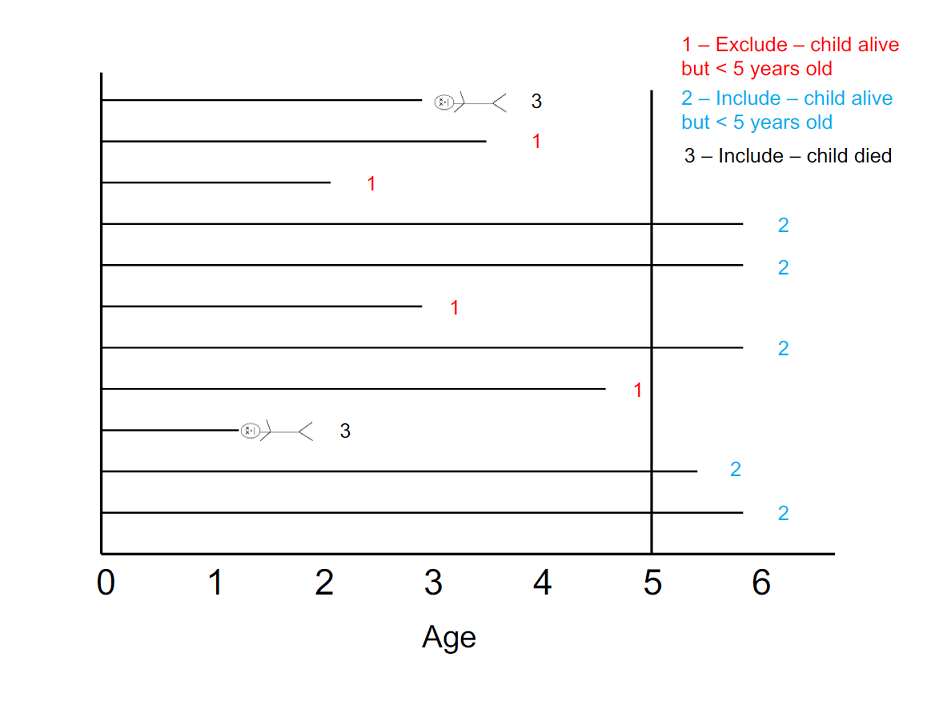 1 – Exclude – child alive
but < 5 years old
2 – Include – child alive
but < 5 years old
3 – Include – child died
3
1
1
2
2
1
2
1
3
2
2
0 1 2 3 4 5 6
Age